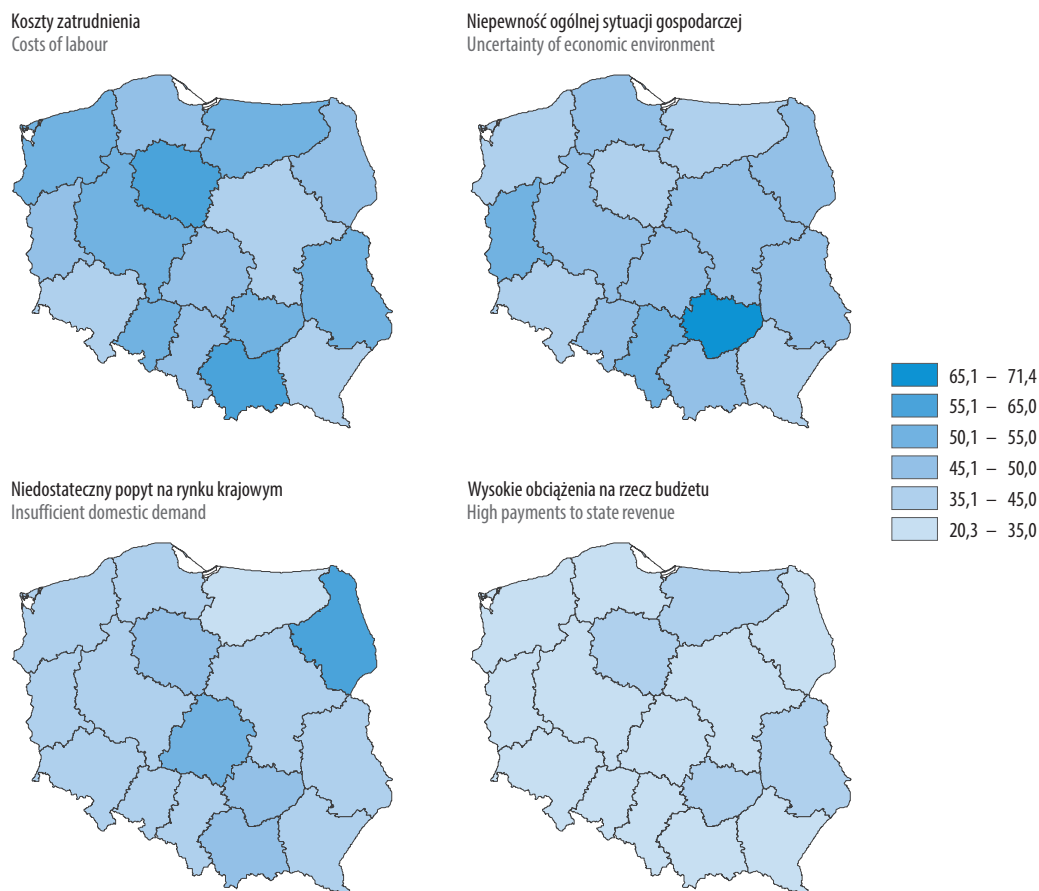 Koszty zatrudnienia
Costs of labour
Niepewność ogólnej sytuacji gospodarczej
Uncertainty of economic environment
65,1 – 71,4
55,1 – 65,0
50,1 – 55,0
45,1 – 50,0
35,1 – 45,0
20,3 – 35,0
Niedostateczny popyt na rynku krajowym
Insufficient domestic demand
Wysokie obciążenia na rzecz budżetu
High payments to state revenue